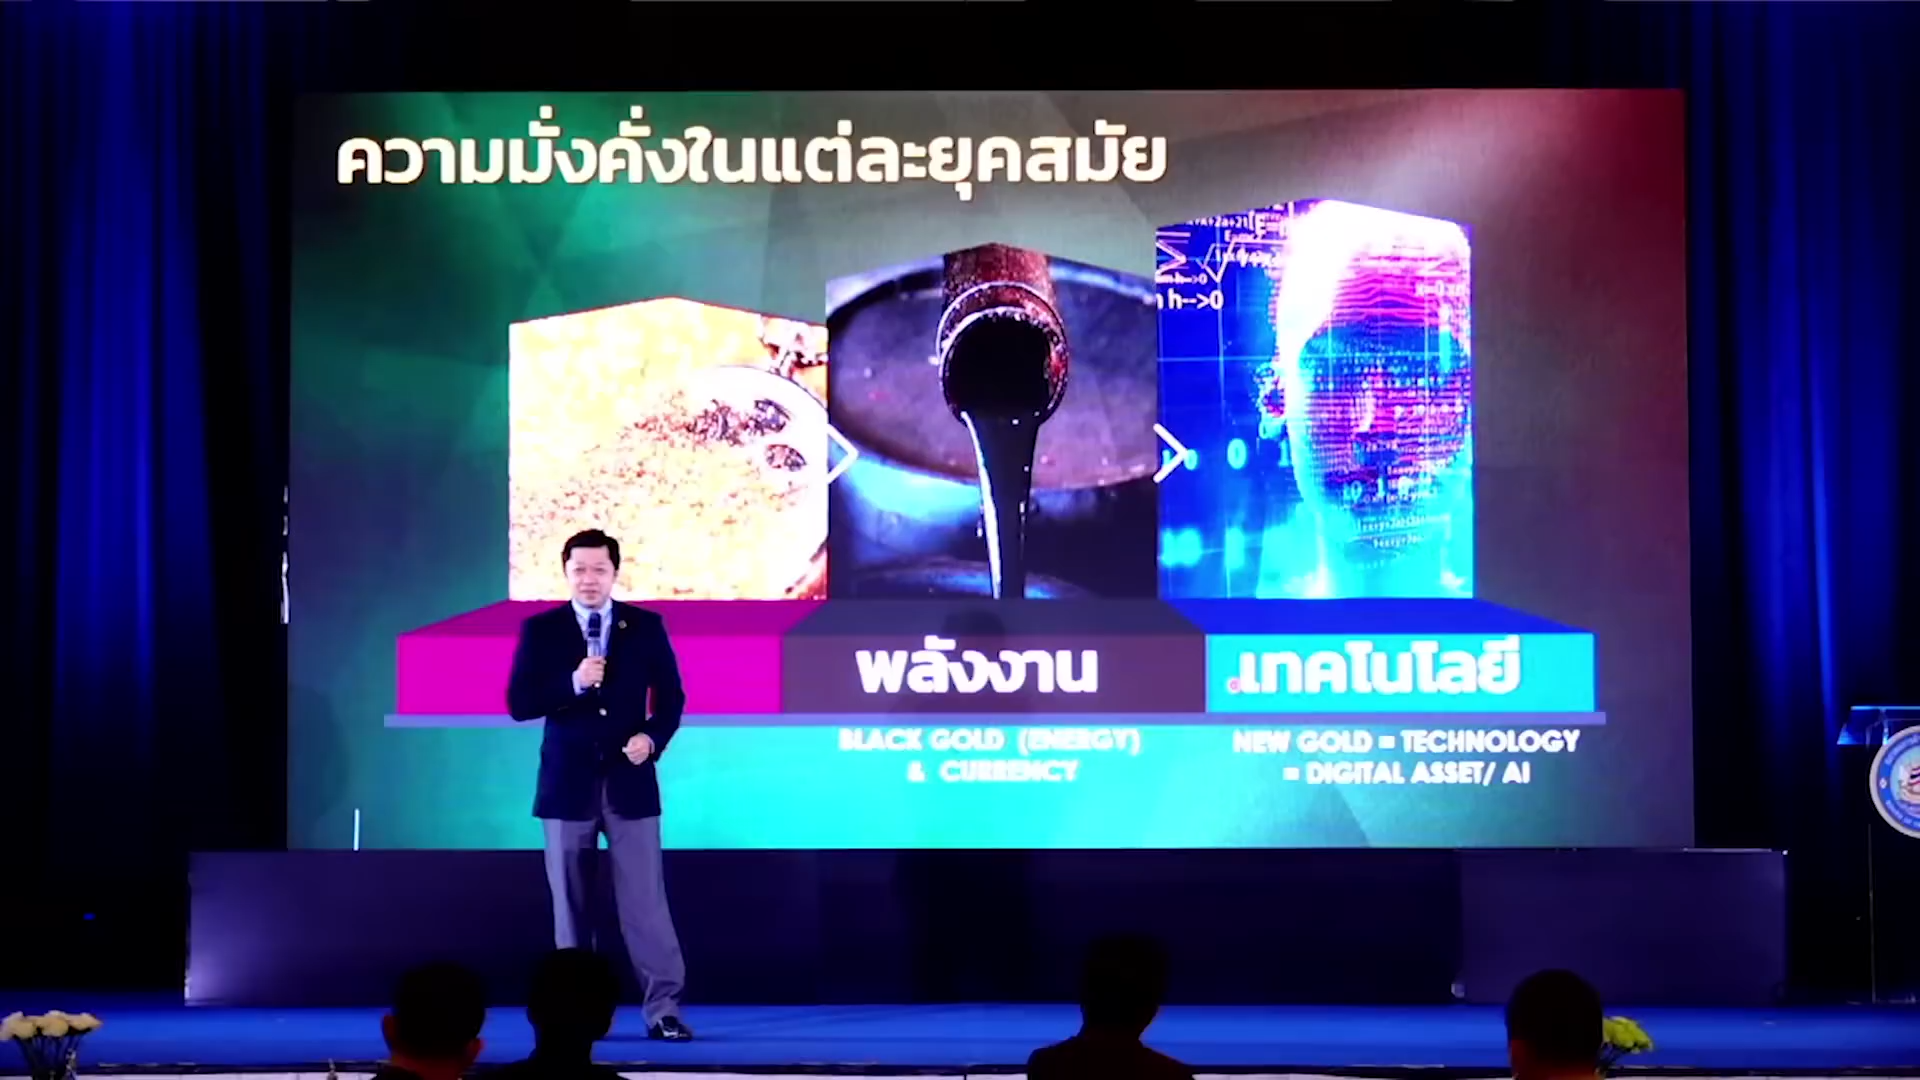 ความมั่งคั่งในแต่ละยุคสมัย
h-->0
พลังงาน
เทคโนโลยี
BLACK GOLD (ENERGY)
& CURRENCY
NEW GOLD = TECHNOLOGY
= DIGITAL ASSET/ AI